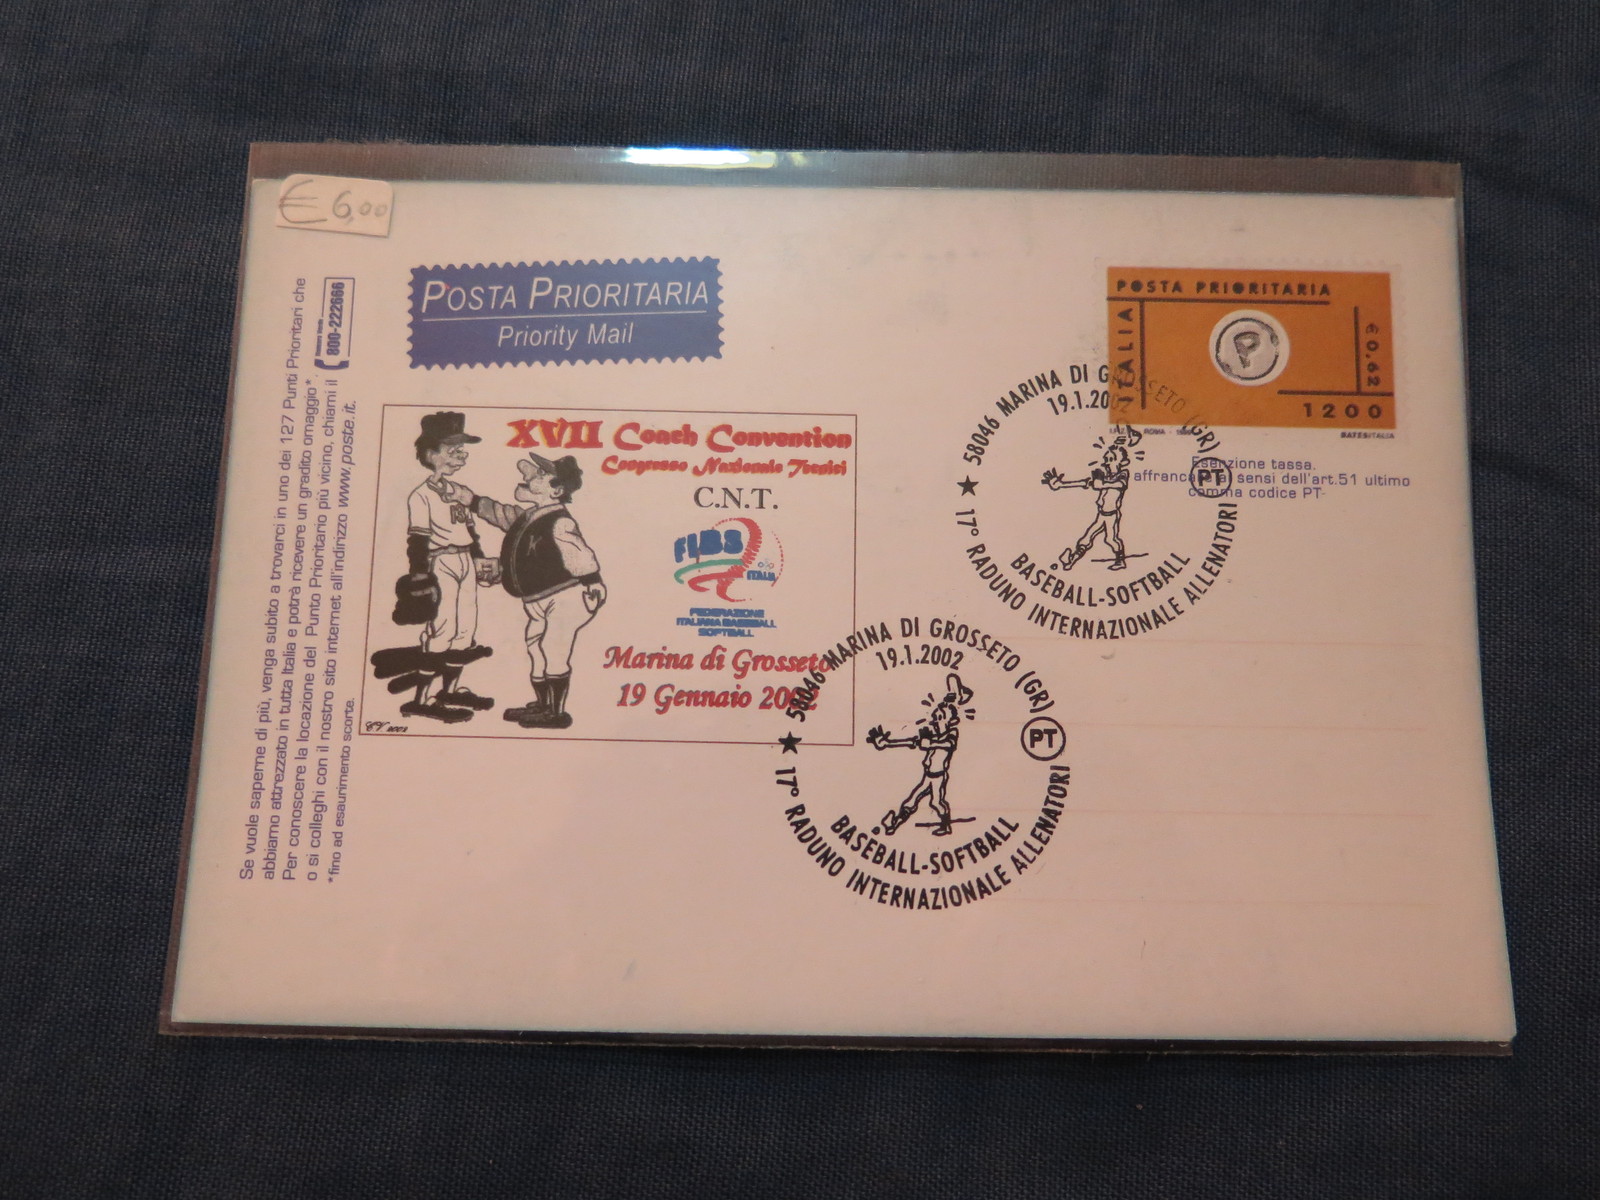 € 6,00
Se vuole saperne di più, venga subito a trovarci in uno dei 127 Punti Prioritari che
abbiamo attrezzato in tutta Italia e potrà ricevere un gradito omaggio*.
Per conoscere la locazione del Punto Prioritario più vicino, chiami il
800-222666
o si colleghi con il nostro sito internet all'indirizzo www.poste.it.
*fino ad esaurimento scorte.
POSTA PRIORITARIA
Priority Mail
XVII Coach Convention
Congresso Nazionale Tecnici
C.N.T.
FIBS
ITALIA
FEDERAZIONE
ITALIANA BASEBALL
SOFTBALL
Marina di Grosseto
19 Gennaio 2002
K
POSTA PRIORITARIA
ITALIA
P
€ 0,62
1200
BATESITALIA
Esenzione tassa.
affrancare ai sensi dell'art.51 ultimo
comma codice PT
58046 MARINA DI GROSSETO (GR)
19.1.2002
PT
BASEBALL-SOFTBALL
★ 17° RADUNO INTERNAZIONALE ALLENATORI
58046 MARINA DI GROSSETO (GR)
19.1.2002
PT
BASEBALL-SOFTBALL
★ 17° RADUNO INTERNAZIONALE ALLENATORI